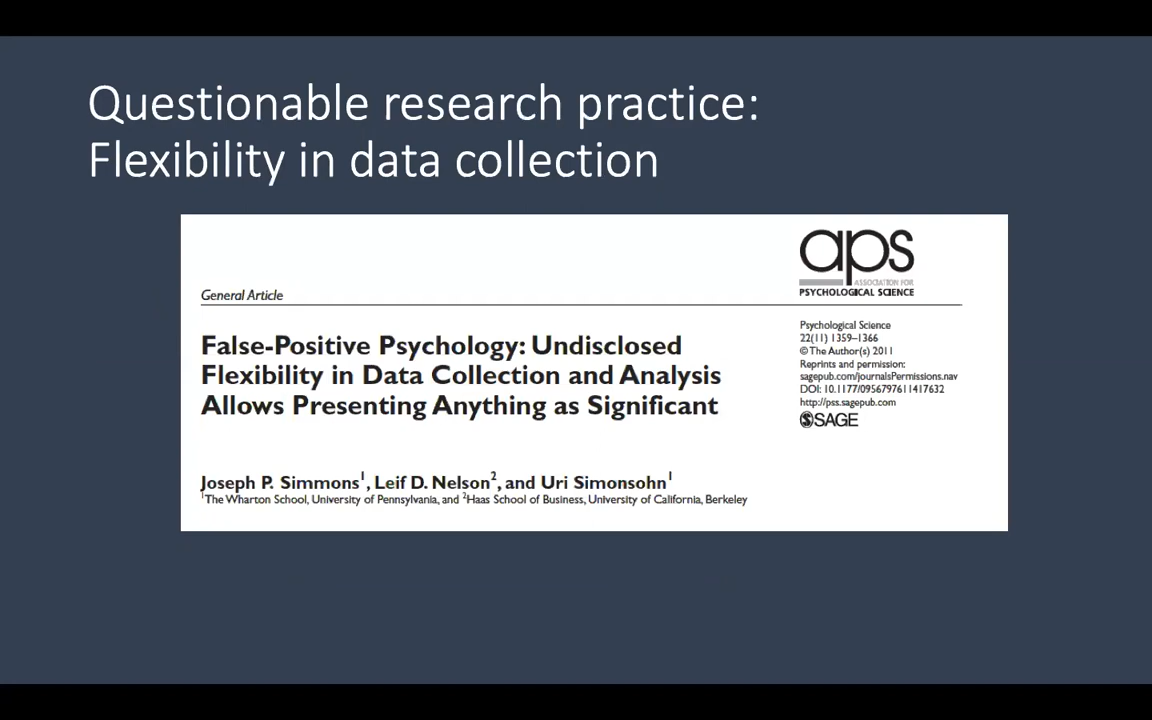 Questionable research practice:
Flexibility in data collection
aps
ASSOCIATION FOR
PSYCHOLOGICAL SCIENCE
General Article
False-Positive Psychology: Undisclosed
Flexibility in Data Collection and Analysis
Allows Presenting Anything as Significant
Psychological Science
22(11) 1359–1366
© The Author(s) 2011
Reprints and permission:
sagepub.com/journalsPermissions.nav
DOI: 10.1177/0956797611417632
http://pss.sagepub.com
SAGE
Joseph P. Simmons1, Leif D. Nelson2, and Uri Simonsohn1
1The Wharton School, University of Pennsylvania, and 2Haas School of Business, University of California, Berkeley